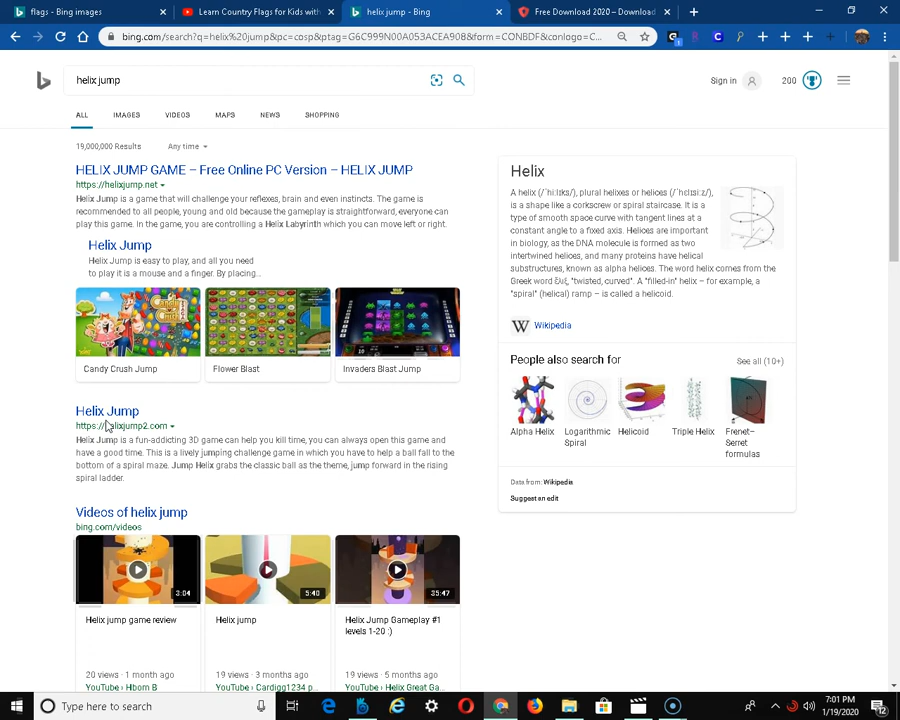 flags - Bing images
Learn Country Flags for Kids with
helix jump - Bing
Free Download 2020 – Download
bing.com/search?q=helix%20jump&pc=cosp&ptag=G6C999N00A053ACEA908&form=CONBDF&conlogo=C...
helix jump
Sign in
200
ALL IMAGES VIDEOS MAPS NEWS SHOPPING
19,000,000 Results Any time
HELIX JUMP GAME – Free Online PC Version – HELIX JUMP
https://helixjump.net
Helix Jump is a game that will challenge your reflexes, brain and even instincts. The game is
recommended to all people, young and old because the gameplay is straightforward, everyone can
play this game. In the game, you are controlling a Helix Labyrinth which you can move left or right.
Helix Jump
Helix Jump is easy to play, and all you need
to play it is a mouse and a finger. By placing...
Candy Crush Jump
Flower Blast
Invaders Blast Jump
Helix Jump
https://helixjump2.com
Helix Jump is a fun-addicting 3D game can help you kill time, you can always open this game and
have a good time. This is a lively jumping challenge game in which you have to help a ball fall to the
bottom of a spiral maze. Jump Helix grabs the classic ball as the theme, jump forward in the rising
spiral ladder.
Videos of helix jump
bing.com/videos
3:04
5:40
35:47
Helix jump game review
Helix jump
Helix Jump Gameplay #1
levels 1-20 :)
20 views · 1 month ago
19 views · 3 months ago
19 views · 5 months ago
YouTube › Hbom B
YouTube › Cardigg1234 p...
YouTube › Helix Great Ga...
Helix
A helix (/ˈhiːlɪks/), plural helixes or helices (/ˈhɛlɪsiːz/),
is a shape like a corkscrew or spiral staircase. It is a
type of smooth space curve with tangent lines at a
constant angle to a fixed axis. Helices are important
in biology, as the DNA molecule is formed as two
intertwined helices, and many proteins have helical
substructures, known as alpha helices. The word helix comes from the
Greek word ἕλιξ, "twisted, curved". A "filled-in" helix – for example, a
"spiral" (helical) ramp – is called a helicoid.
W Wikipedia
People also search for
See all (10+)
Alpha Helix
Logarithmic
Spiral
Helicoid
Triple Helix
Frenet–
Serret
formulas
Data from: Wikipedia
Suggest an edit
Type here to search
7:01 PM
1/19/2020
12